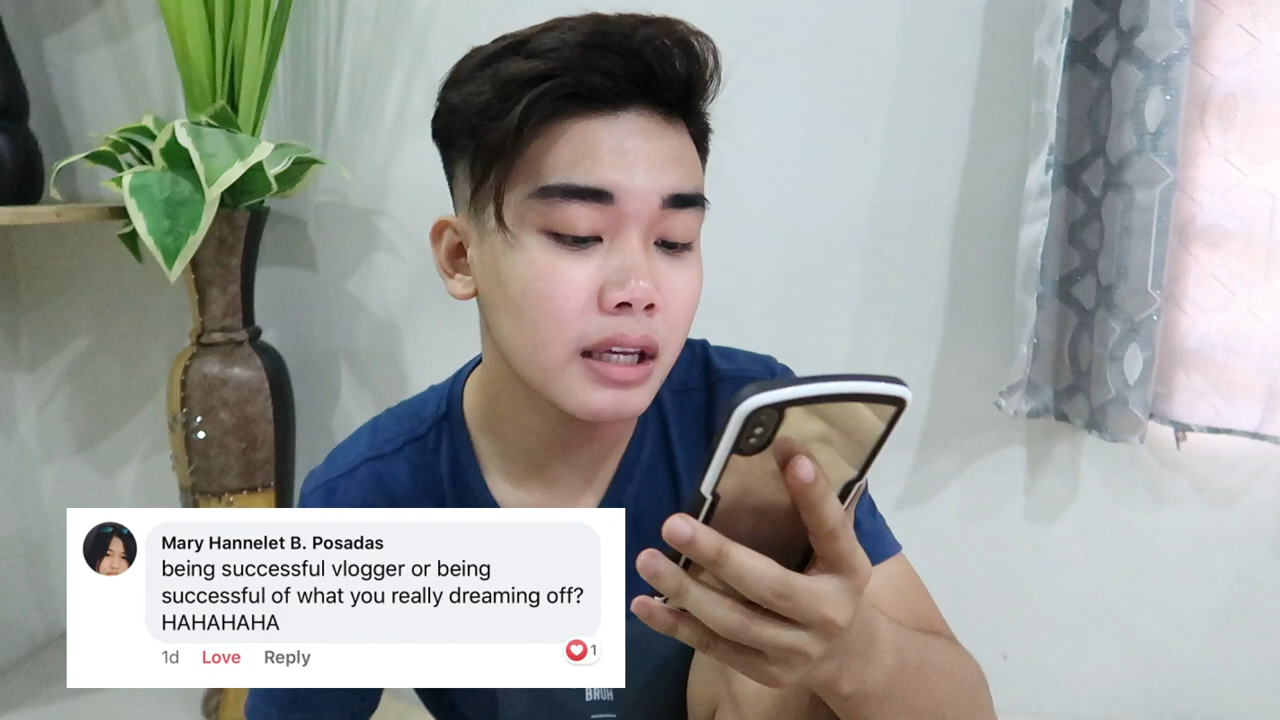 Mary Hannelet B. Posadas
being successful vlogger or being
successful of what you really dreaming off?
HAHAHAHA
1d Love Reply 1
BRUH